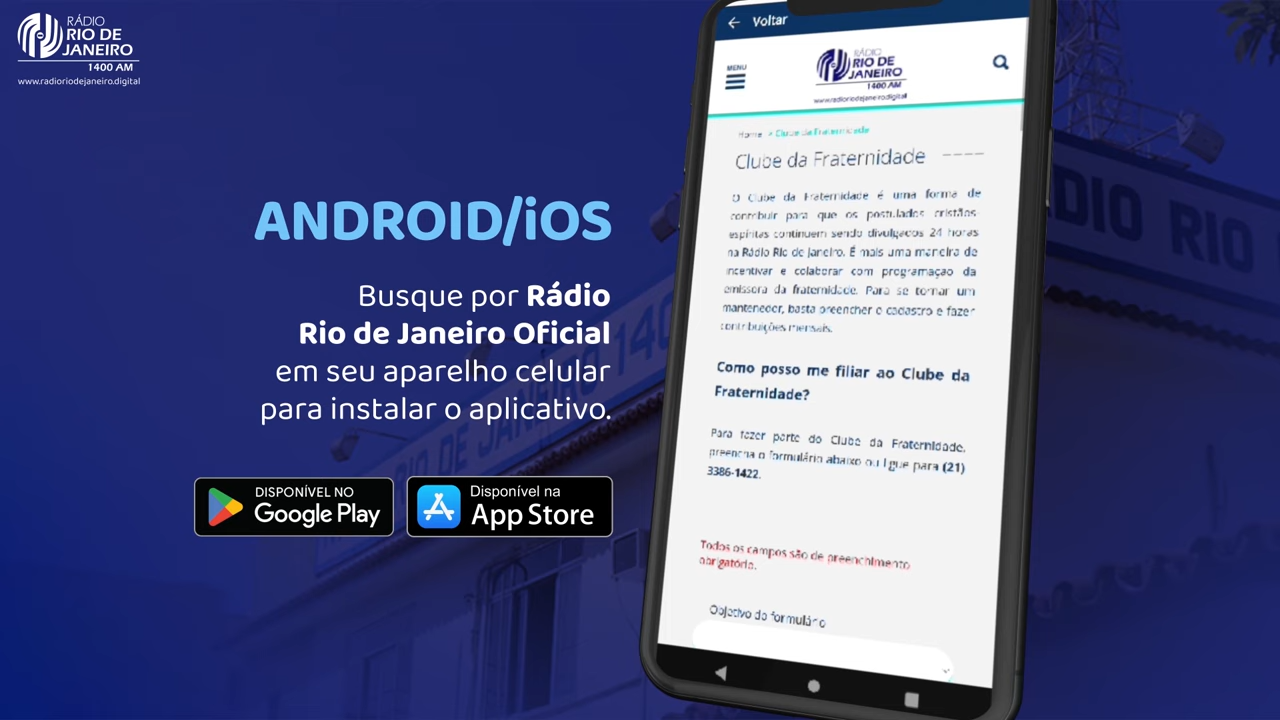 RÁDIO
RIO DE
JANEIRO
1400 AM
www.radioriodejaneiro.digital
ANDROID/iOS
Busque por Rádio
Rio de Janeiro Oficial
em seu aparelho celular
para instalar o aplicativo.
DISPONÍVEL NO
Google Play
Disponível na
App Store
Voltar
MENU
RÁDIO
RIO DE
JANEIRO
1400 AM
www.radioriodejaneiro.digital
Home > Clube da Fraternidade
Clube da Fraternidade
O Clube da Fraternidade é uma forma de
contribuir para que os postulados cristãos
espíritas continuem sendo divulgados 24 horas
na Rádio Rio de Janeiro. É mais uma maneira de
incentivar e colaborar com programação da
emissora da fraternidade. Para se tornar um
mantenedor, basta preencher o cadastro e fazer
contribuições mensais.
Como posso me filiar ao Clube da
Fraternidade?
Para fazer parte do Clube da Fraternidade,
preencha o formulário abaixo ou ligue para (21)
3386-1422.
Todos os campos são de preenchimento
obrigatório.
Objetivo do formulário
DIO RIO
RIO DE JANEIRO 140